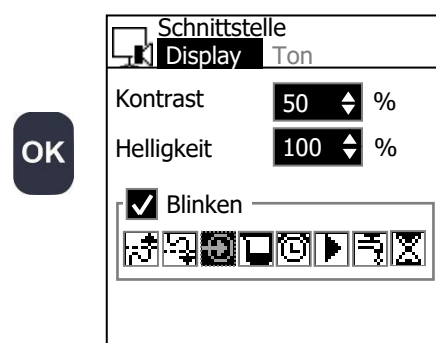 Schnittstelle
Display Ton
OK
Kontrast 50 %
Helligkeit 100 %
Blinken